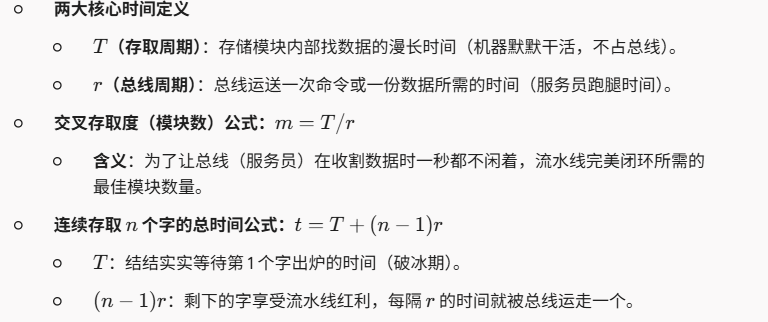 两大核心时间定义
T（存取周期）：存储模块内部找数据的漫长时间（机器默默干活，不占总线）。
r（总线周期）：总线运送一次命令或一份数据所需的时间（服务员跑腿时间）。
交叉存取度（模块数）公式：m = T/r
含义：为了让总线（服务员）在收割数据时一秒都不闲着，流水线完美闭环所需的
最佳模块数量。
连续存取 n 个字的总时间公式：t = T + (n − 1)r
T：结结实实等待第 1 个字出炉的时间（破冰期）。
(n − 1)r：剩下的字享受流水线红利，每隔 r 的时间就被总线运走一个。